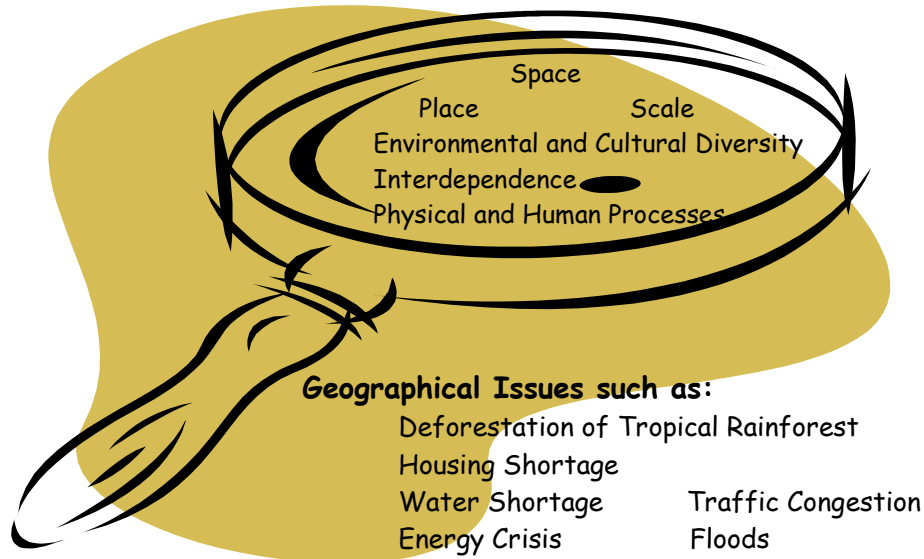 Space
Place Scale
Environmental and Cultural Diversity
Interdependence
Physical and Human Processes
Geographical Issues such as:
Deforestation of Tropical Rainforest
Housing Shortage
Water Shortage Traffic Congestion
Energy Crisis Floods